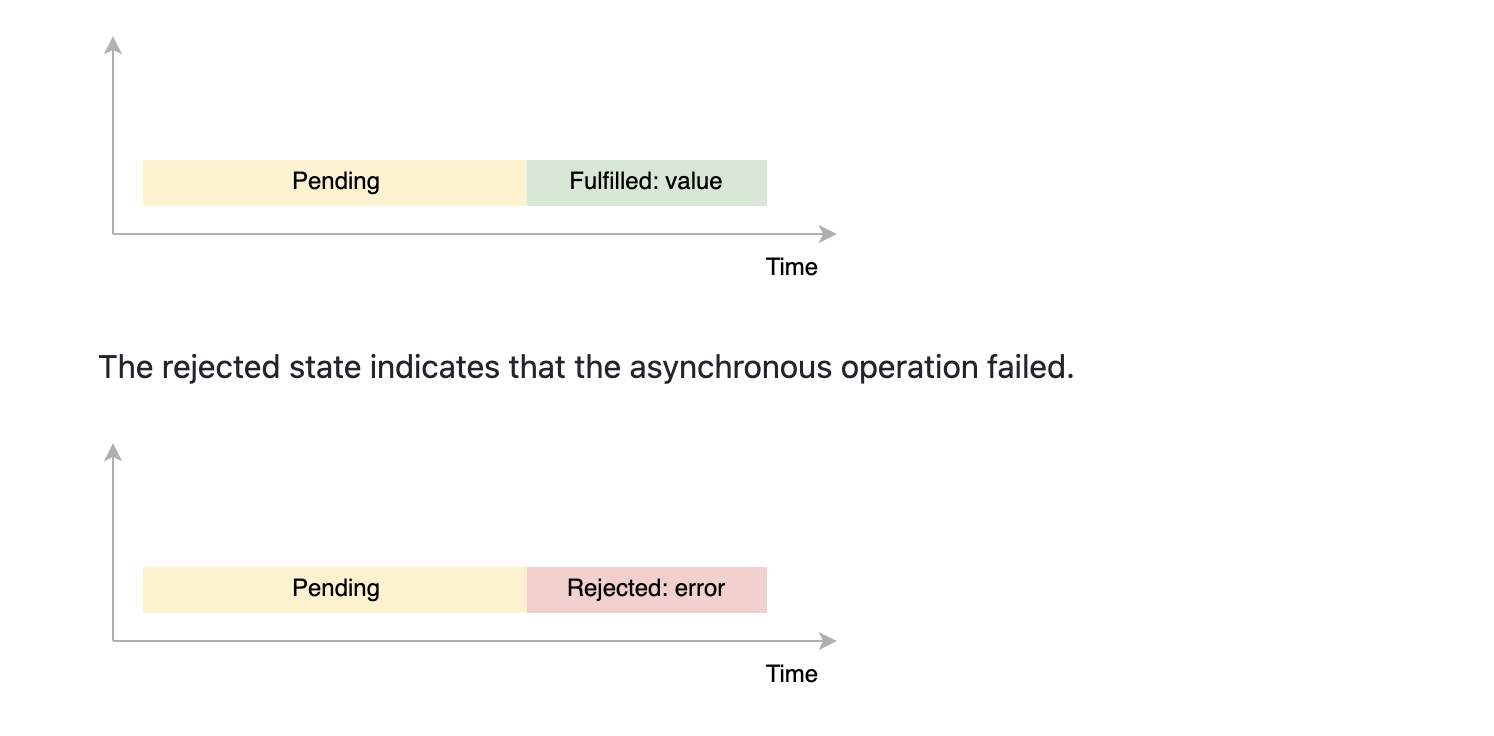 Pending
Fulfilled: value
Time
The rejected state indicates that the asynchronous operation failed.
Pending
Rejected: error
Time